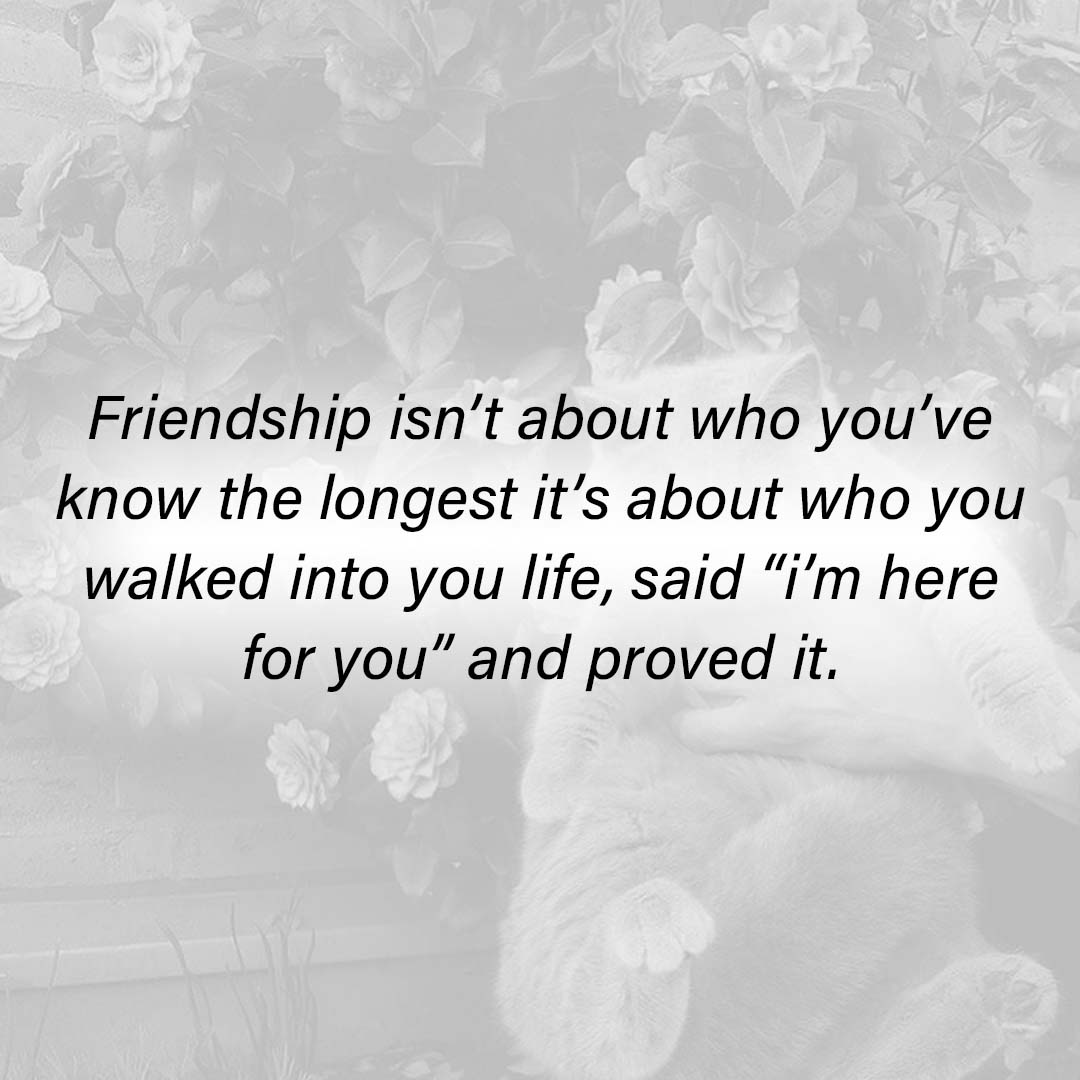 Friendship isn’t about who you’ve
know the longest it’s about who you
walked into you life, said “i’m here
for you” and proved it.